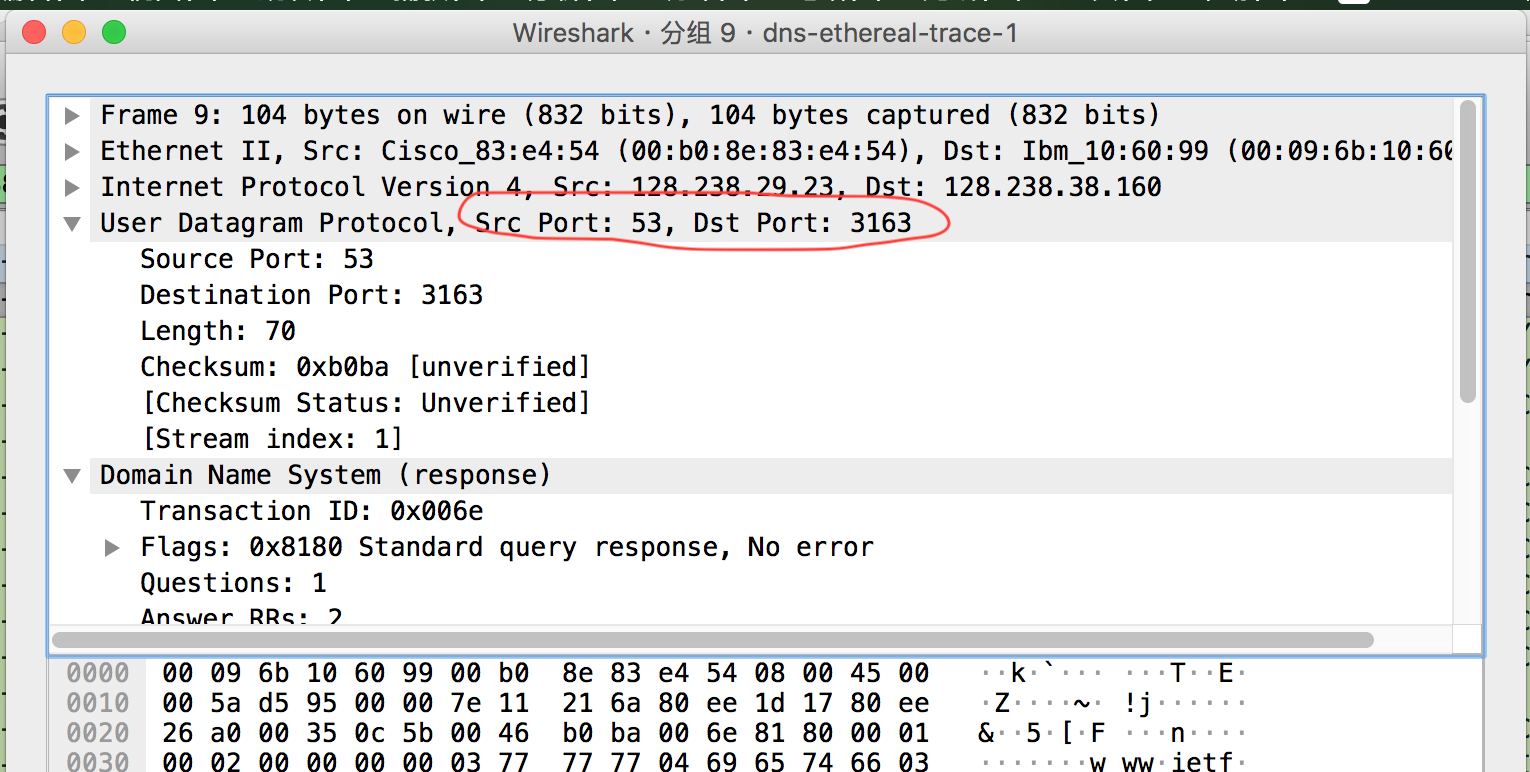 Wireshark · 分组 9 · dns-ethereal-trace-1
Frame 9: 104 bytes on wire (832 bits), 104 bytes captured (832 bits)
Ethernet II, Src: Cisco_83:e4:54 (00:b0:8e:83:e4:54), Dst: Ibm_10:60:99 (00:09:6b:10:60
Internet Protocol Version 4, Src: 128.238.29.23, Dst: 128.238.38.160
User Datagram Protocol, Src Port: 53, Dst Port: 3163
Source Port: 53
Destination Port: 3163
Length: 70
Checksum: 0xb0ba [unverified]
[Checksum Status: Unverified]
[Stream index: 1]
Domain Name System (response)
Transaction ID: 0x006e
Flags: 0x8180 Standard query response, No error
Questions: 1
Answer RRs: 2
0000 00 09 6b 10 60 99 00 b0 8e 83 e4 54 08 00 45 00 ··k·`··· ···T··E·
0010 00 5a d5 95 00 00 7e 11 21 6a 80 ee 1d 17 80 ee ·Z····~· !j······
0020 26 a0 00 35 0c 5b 00 46 b0 ba 00 6e 81 80 00 01 &··5·[·F ···n····
0030 00 02 00 00 00 00 03 77 77 77 04 69 65 74 66 03 ·······w ww·ietf·